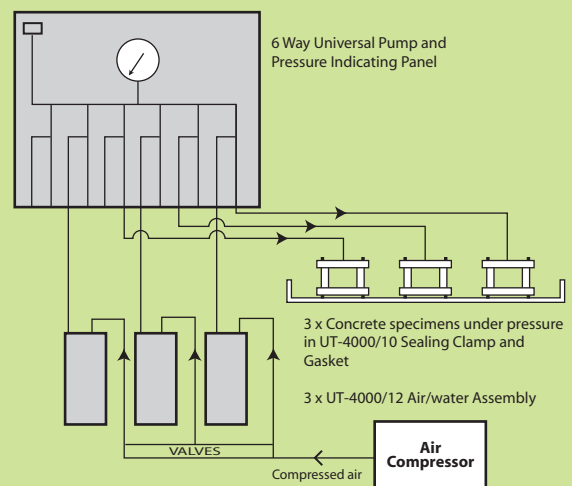 6 Way Universal Pump and
Pressure Indicating Panel
3 x Concrete specimens under pressure
in UT-4000/10 Sealing Clamp and
Gasket
3 x UT-4000/12 Air/water Assembly
VALVES
Compressed air
Air
Compressor